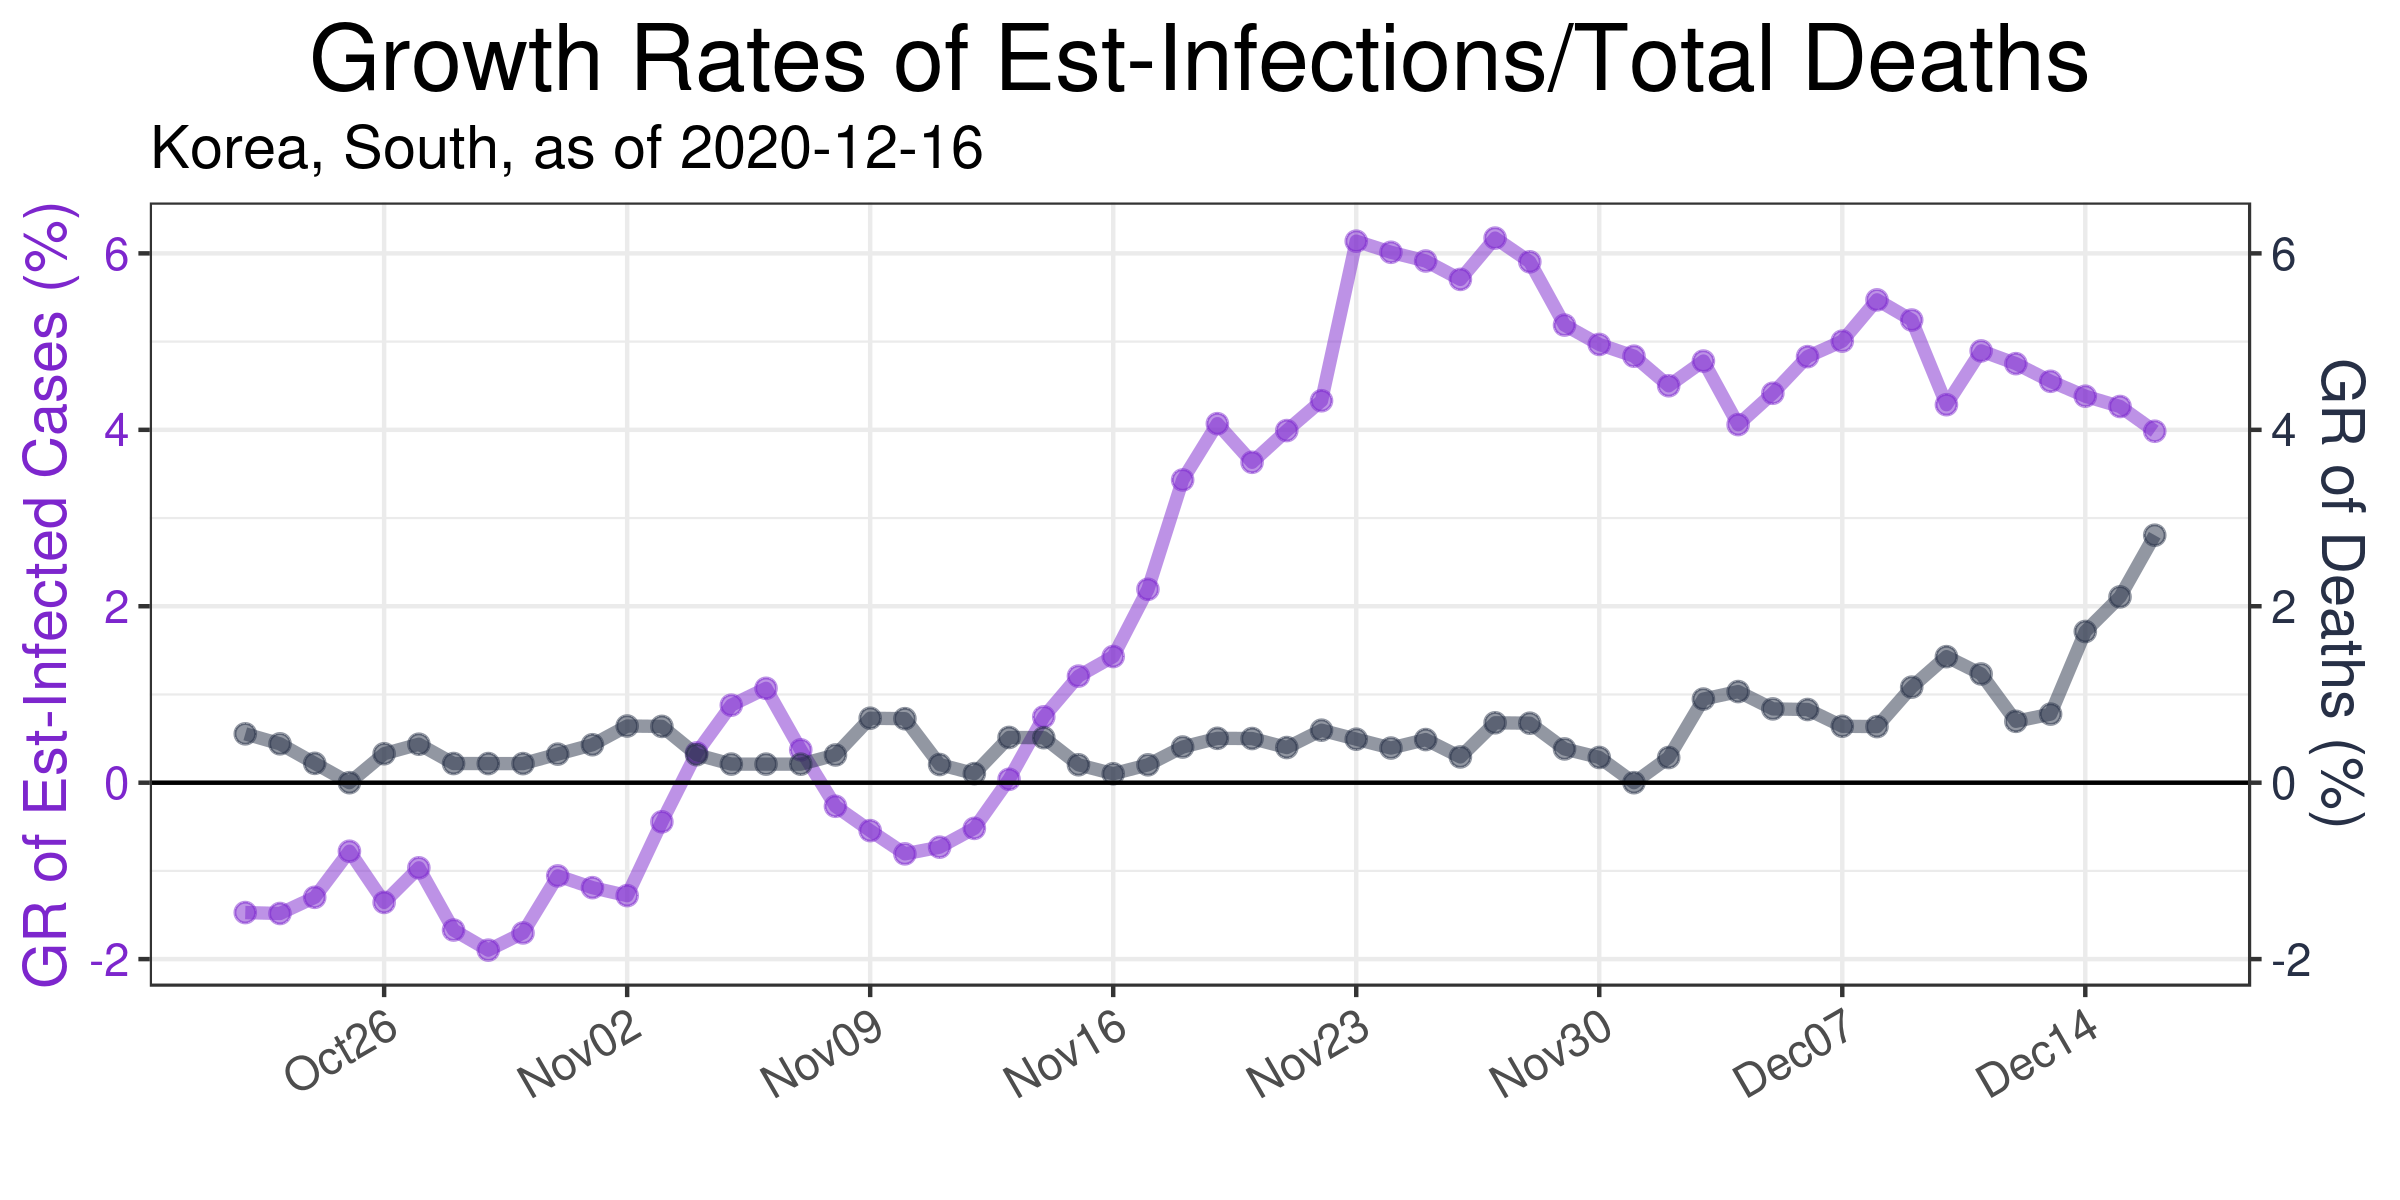 Growth Rates of Est-Infections/Total Deaths
Korea, South, as of 2020-12-16
GR of Est-Infected Cases (%)
6
4
2
0
-2
6
4
2
0
-2
GR of Deaths (%)
Oct26
Nov02
Nov09
Nov16
Nov23
Nov30
Dec07
Dec14